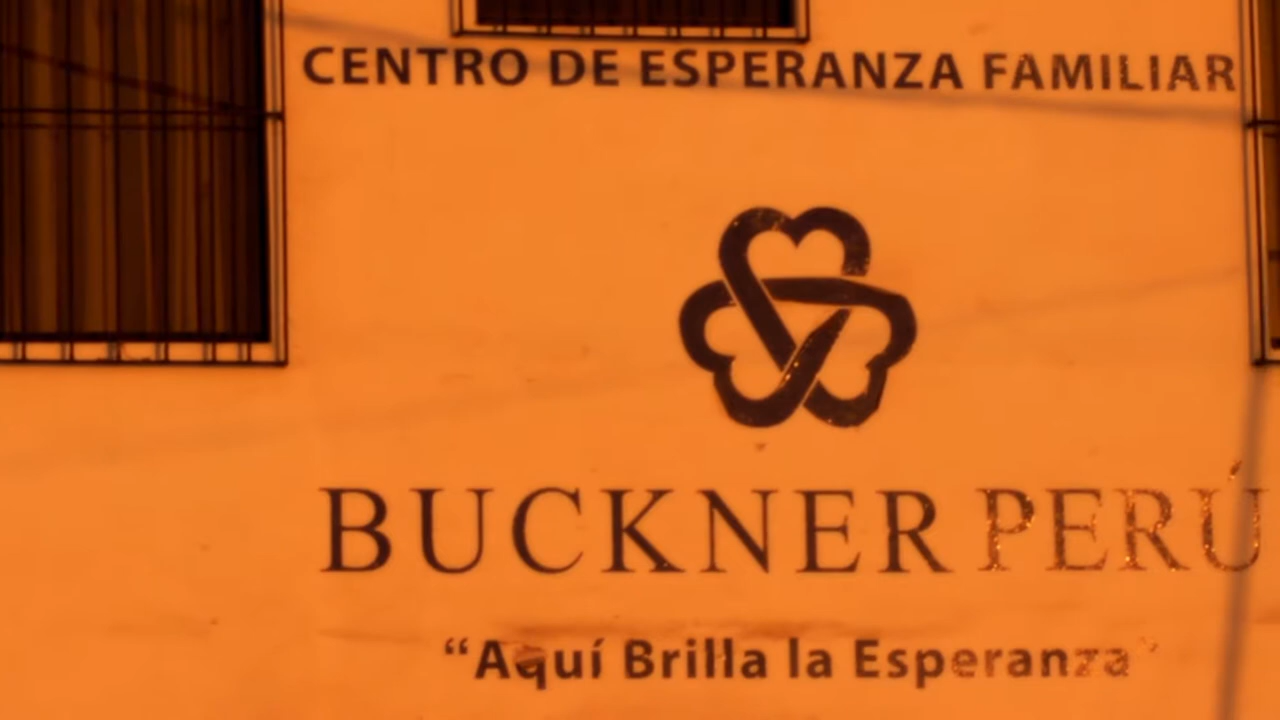 CENTRO DE ESPERANZA FAMILIAR
BUCKNER PERÚ
“Aquí Brilla la Esperanza”